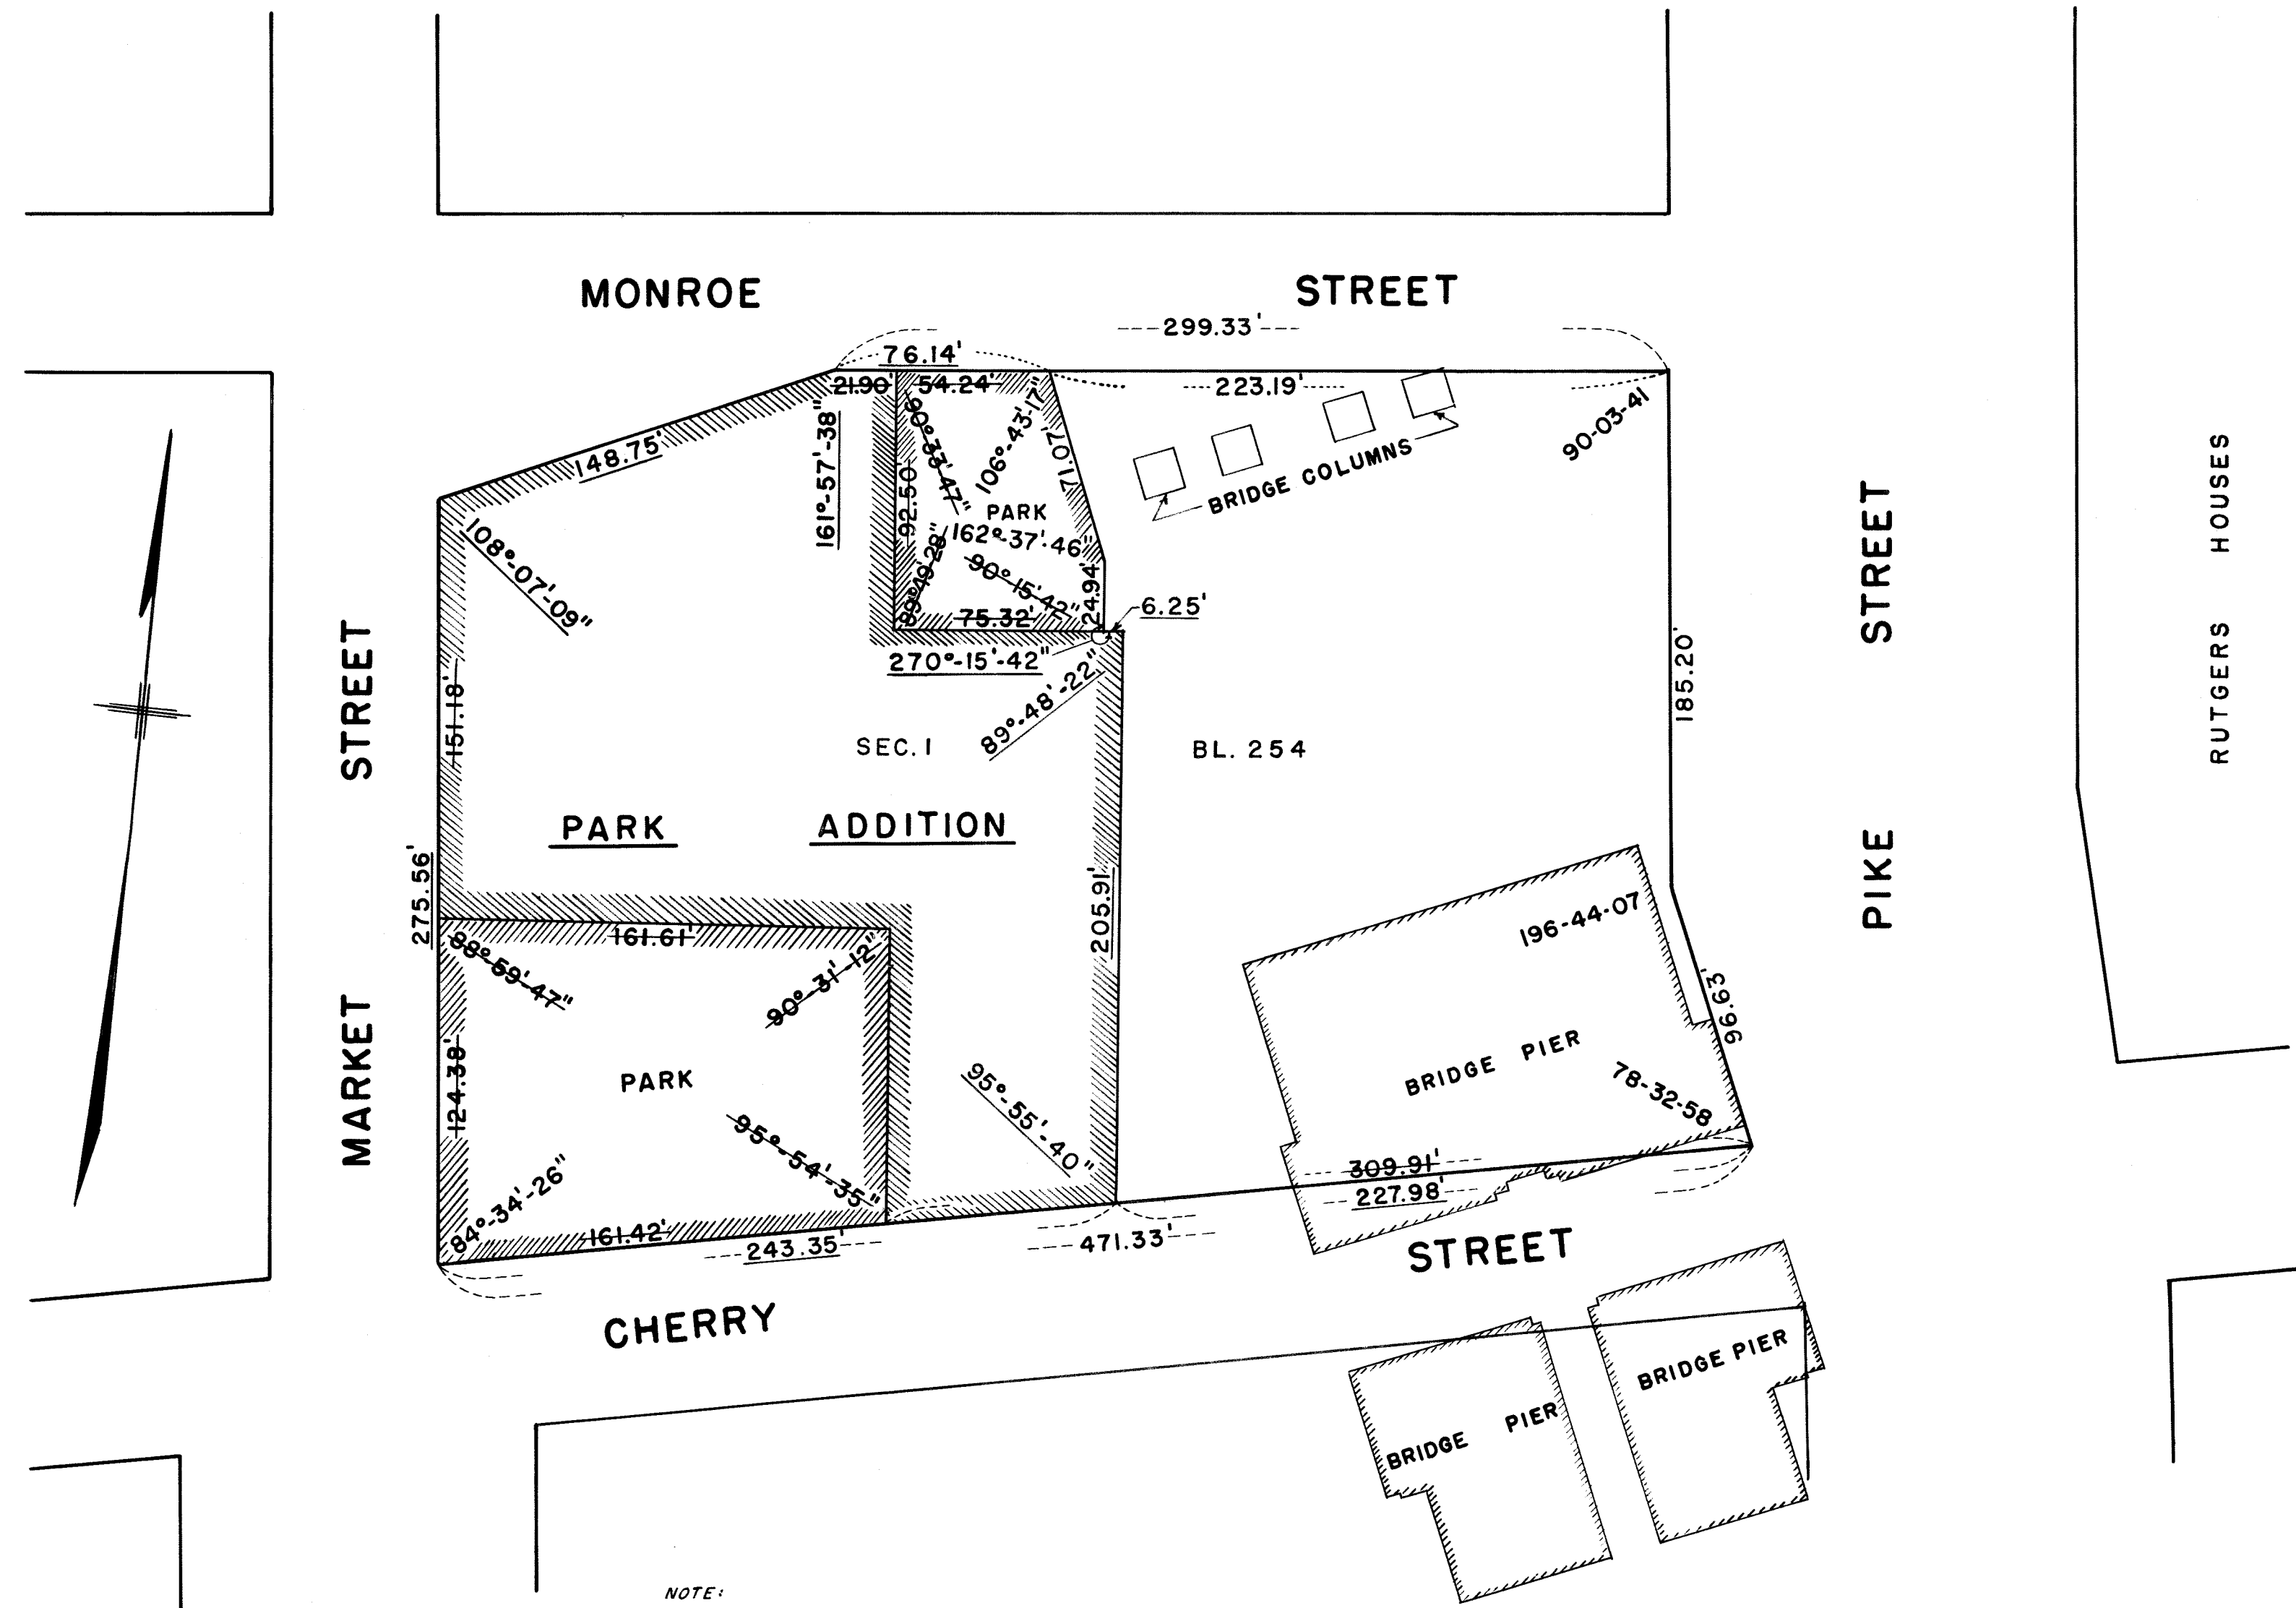 MONROE STREET
299.33'
76.14'
21.90' 54.24'
223.19'
148.75'
161°-57'-38"
90°-33'-47"
106°-43'-17"
71.07'
92.50'
PARK
162°-37'-46"
89°-49'-28"
90°-15'-42"
24.94'
75.32'
6.25'
270°-15'-42"
89°-48'-22"
BRIDGE COLUMNS
90-03-41
108°-07'-09"
151.18'
SEC. 1
BL. 254
185.20'
PARK ADDITION
275.56'
205.91'
MARKET STREET
PIKE STREET
RUTGERS HOUSES
161.61'
88°-59'-47"
90°-31'-12"
PARK
124.38'
95°-54'-35"
84°-34'-26"
161.42'
95°-55'-40"
196-44-07
96.63'
BRIDGE PIER
78-32-58
309.91'
227.98'
243.35'
471.33'
CHERRY STREET
BRIDGE PIER
BRIDGE PIER
NOTE: